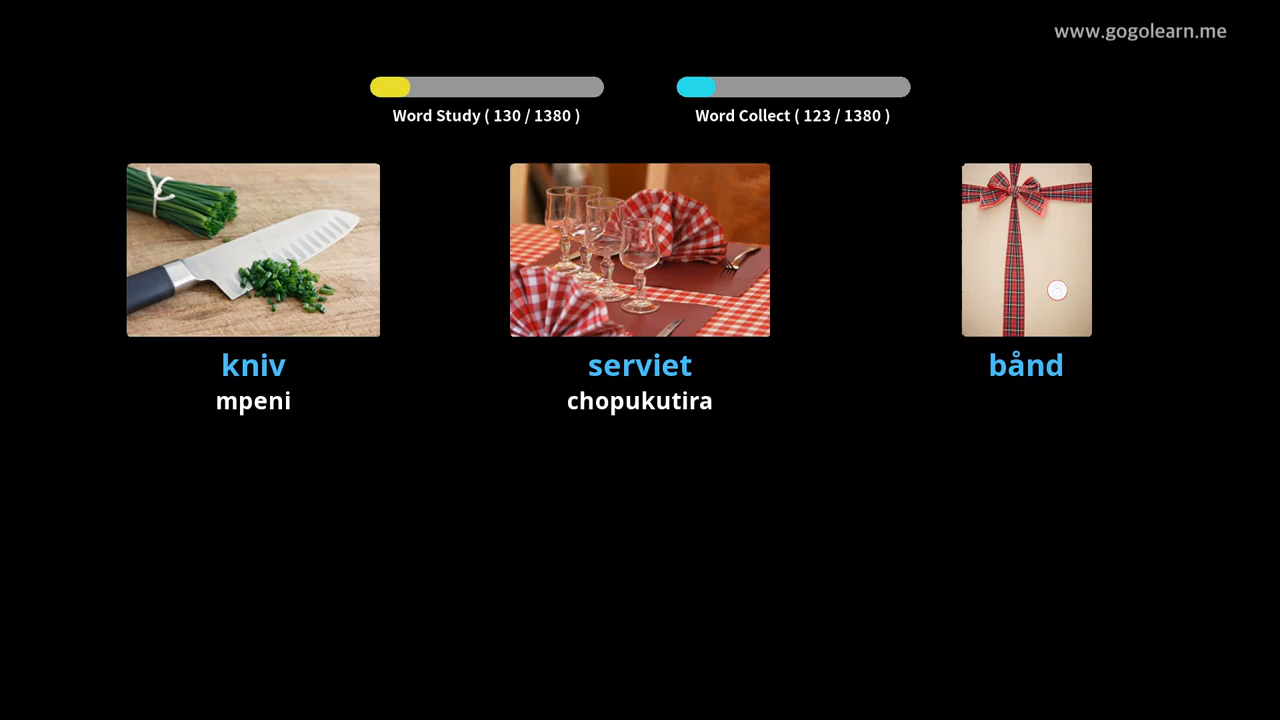 www.gogolearn.me
Word Study ( 130 / 1380 )
Word Collect ( 123 / 1380 )
kniv
mpeni
serviet
chopukutira
bånd